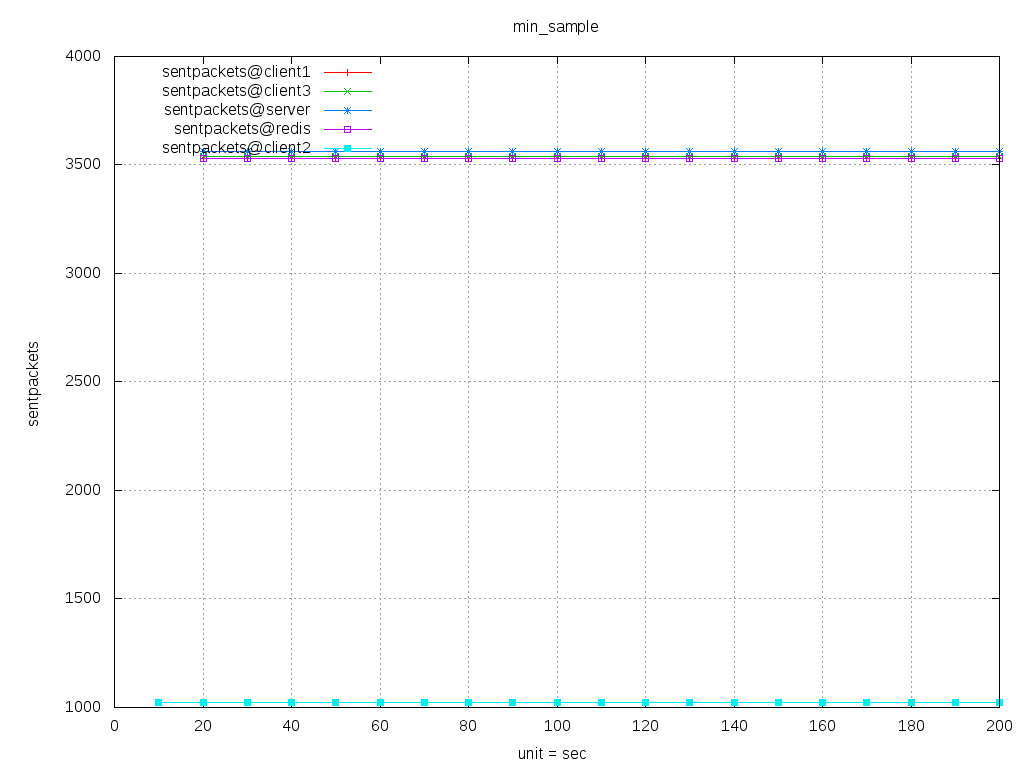 min_sample
4000
3500
3000
2500
2000
1500
1000
sentpackets
sentpackets@client1
sentpackets@client3
sentpackets@server
sentpackets@redis
sentpackets@client2
0 20 40 60 80 100 120 140 160 180 200
unit = sec